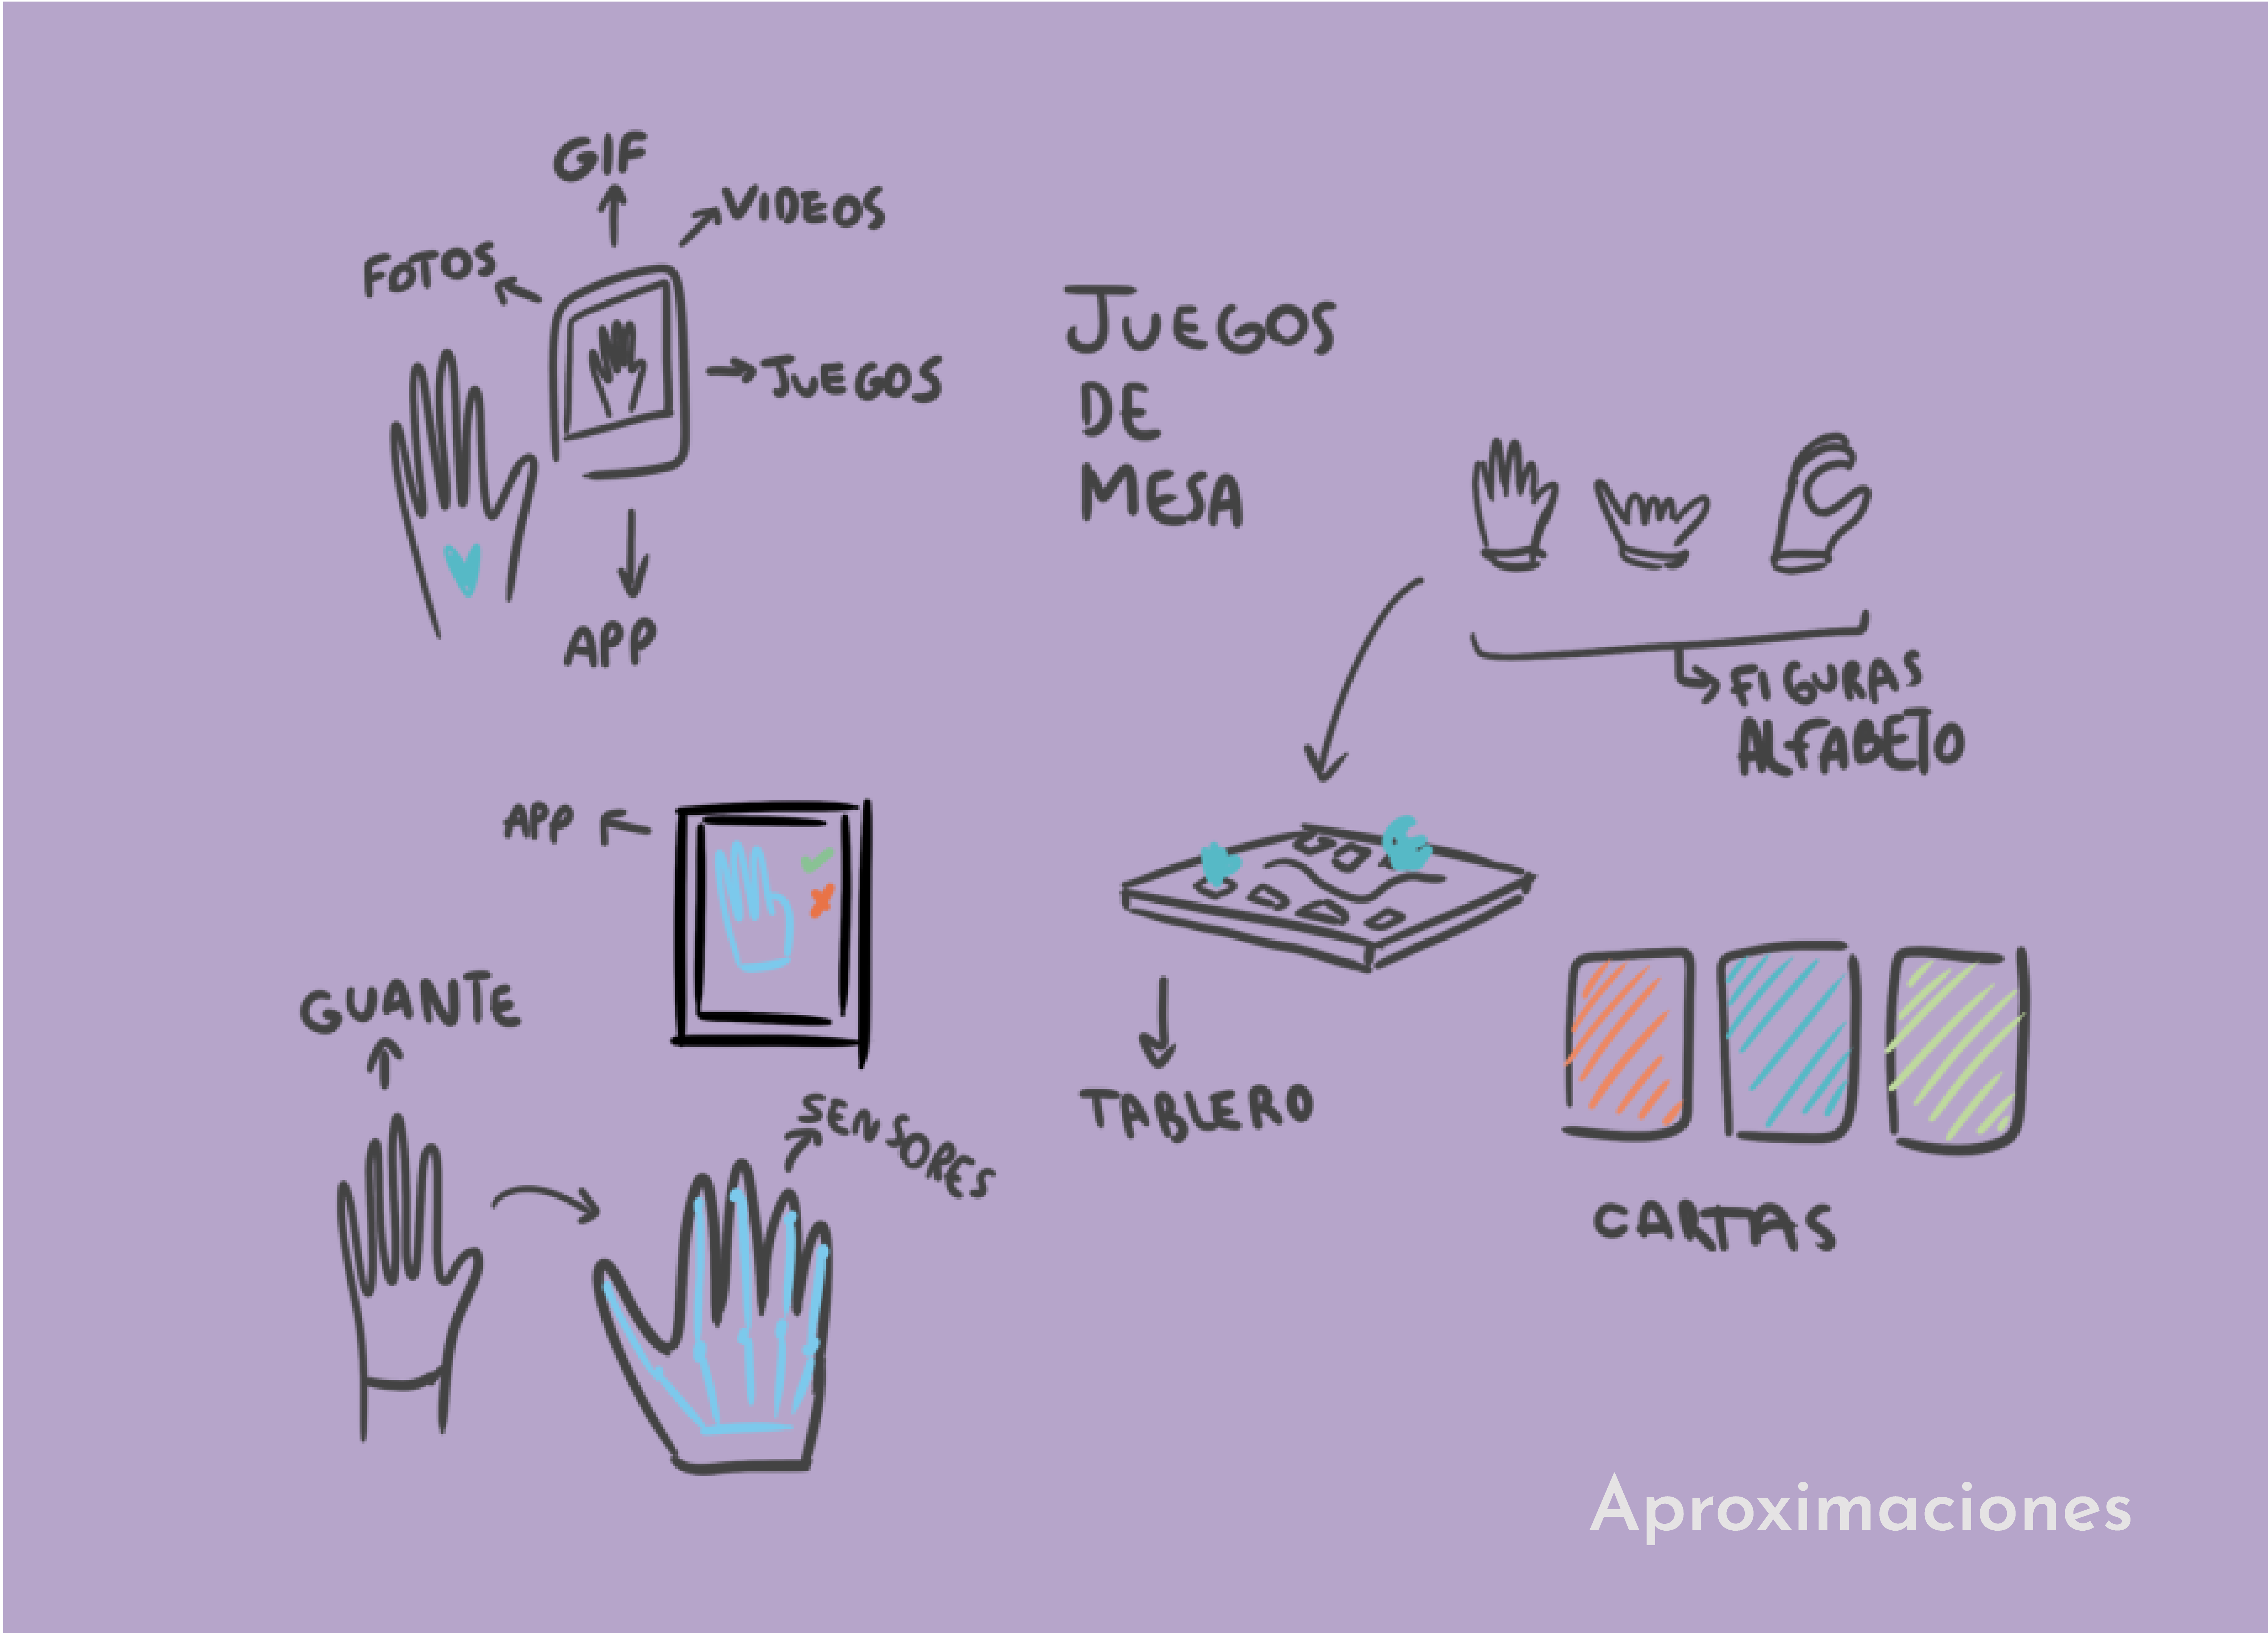 GIF
VIDEOS
FOTOS
JUEGOS
APP
JUEGOS
DE
MESA
FIGURAS
ALFABETO
APP
GUANTE
SENSORES
TABLERO
CARTAS
Aproximaciones